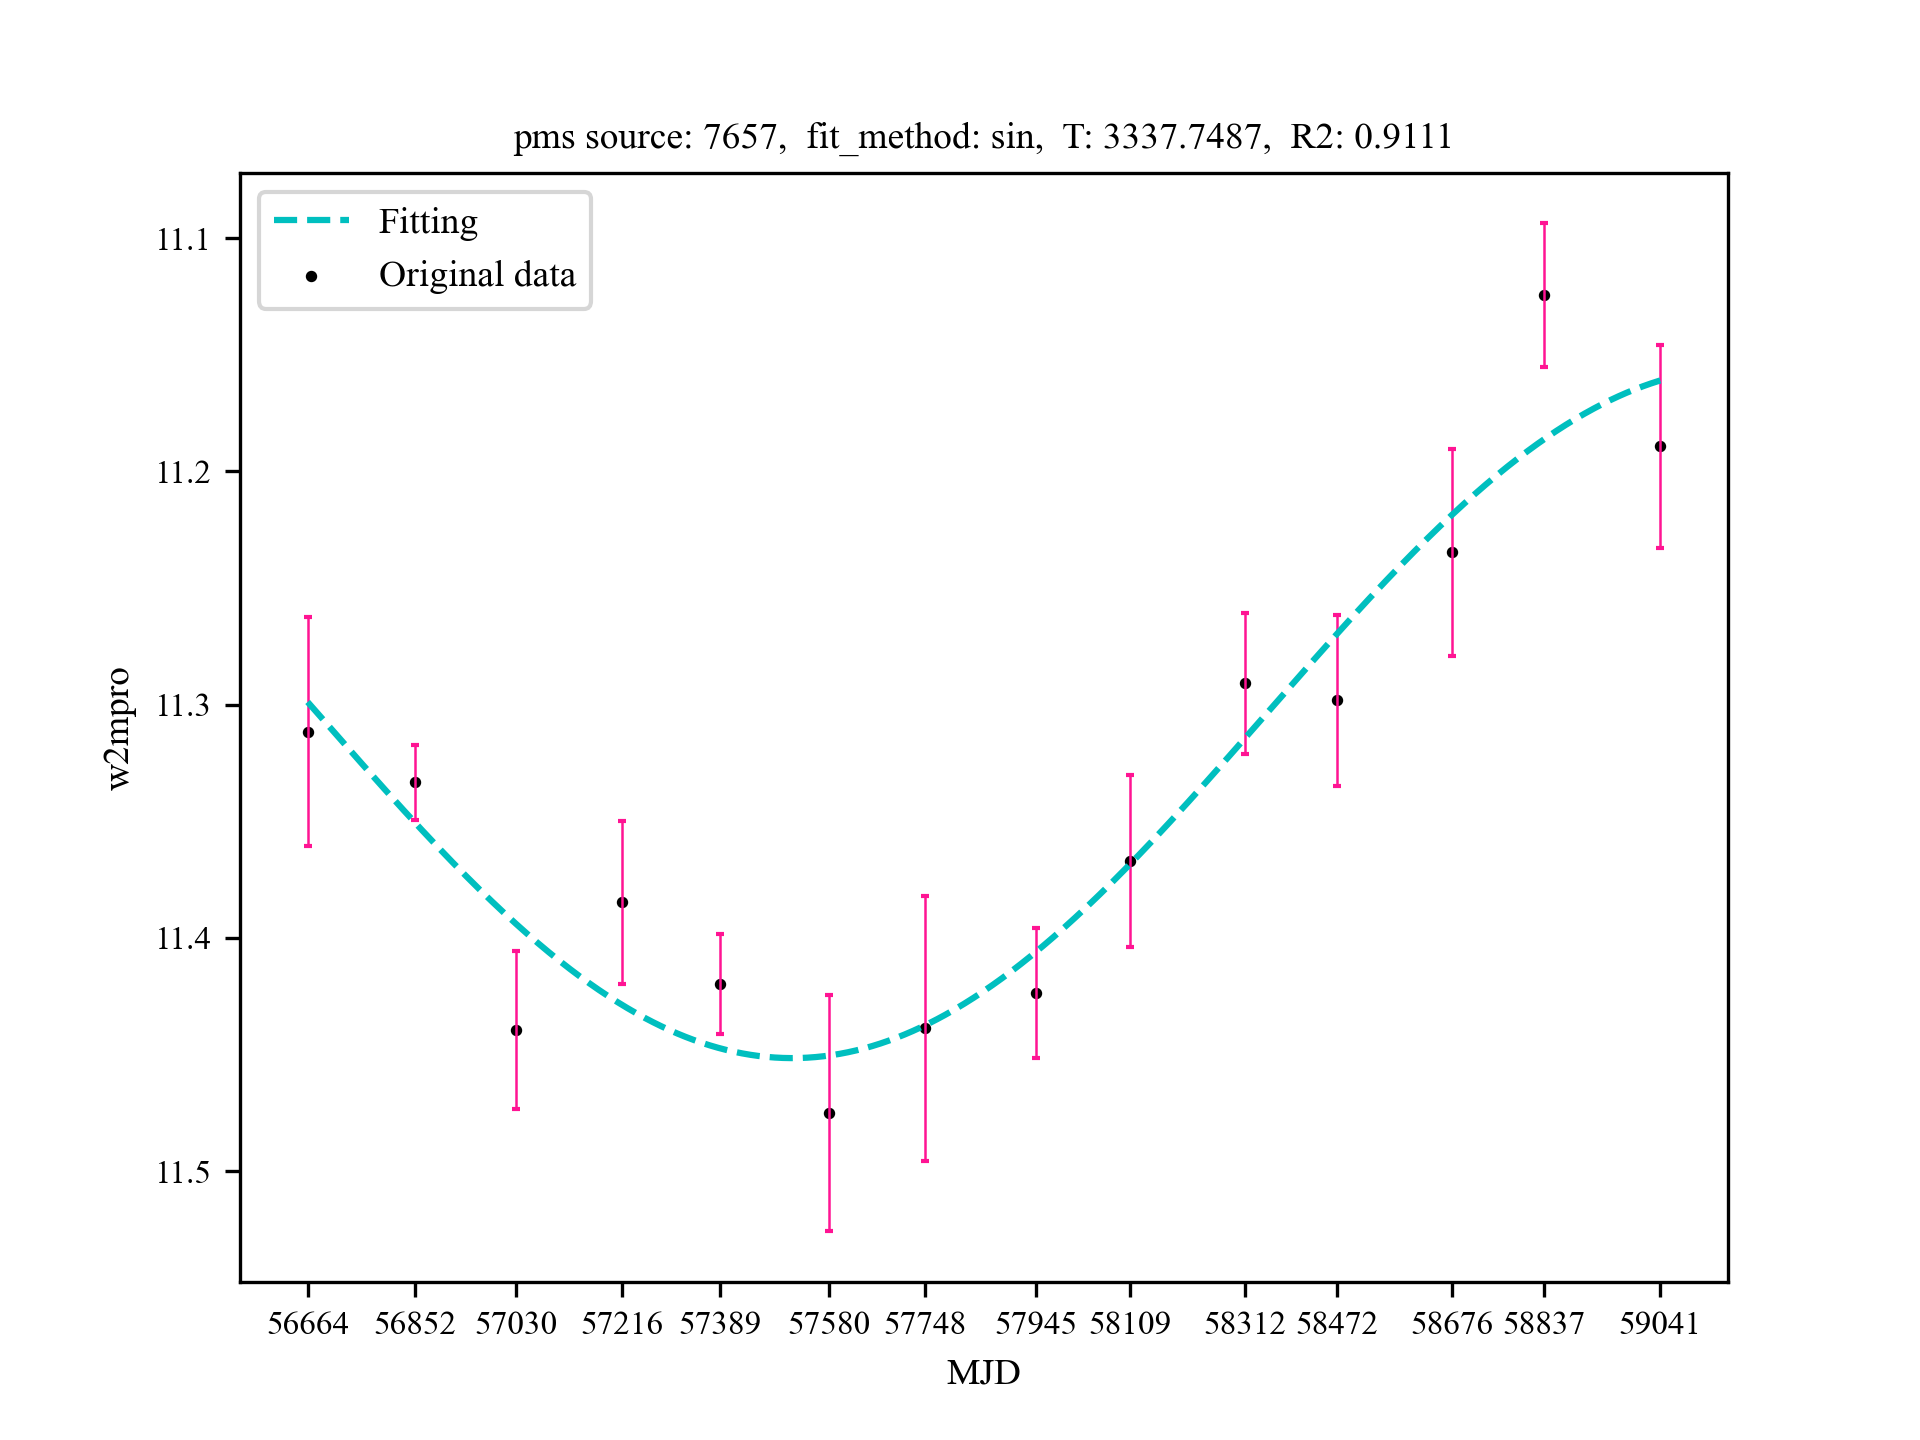 pms source: 7657,  fit_method: sin,  T: 3337.7487,  R2: 0.9111
Fitting
Original data
11.1
11.2
11.3
11.4
11.5
w2mpro
56664 56852 57030 57216 57389 57580 57748 57945 58109 58312 58472 58676 58837 59041
MJD